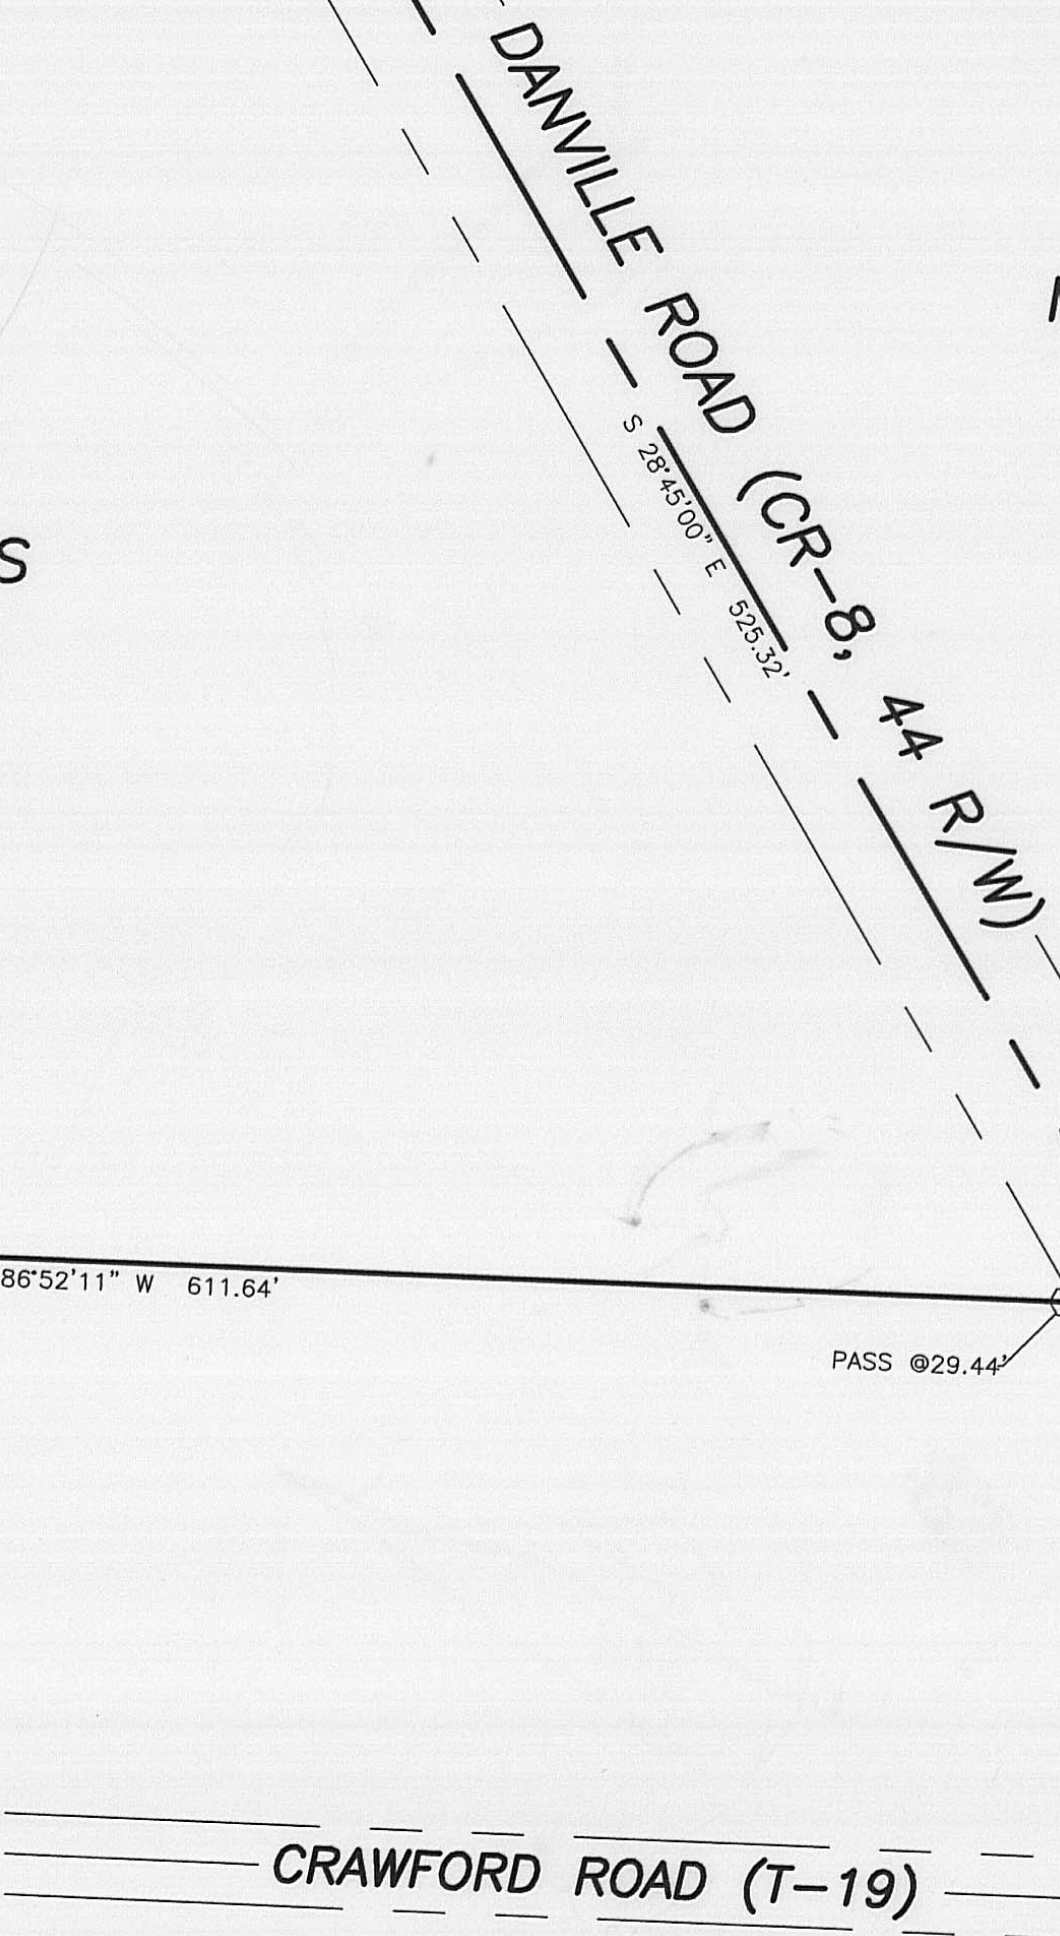 DANVILLE ROAD (CR-8, 44 R/W)
S 28°45'00" E 525.32'
S
86°52'11" W 611.64'
PASS @29.44'
CRAWFORD ROAD (T-19)